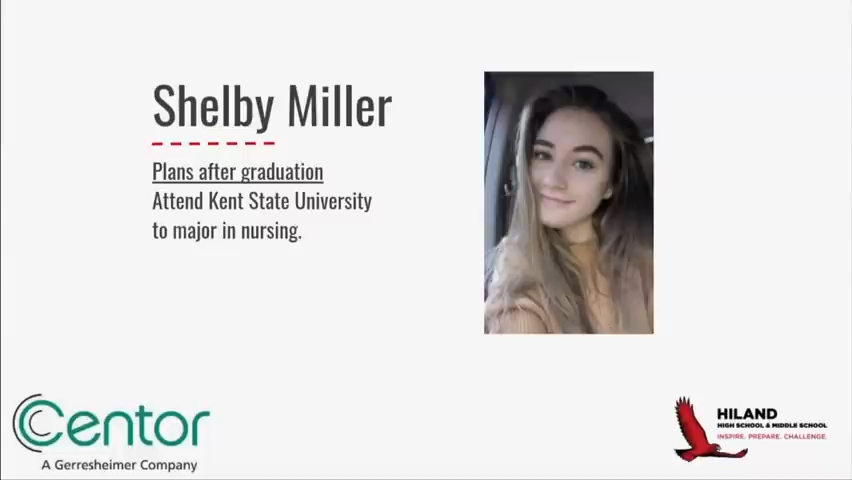 Shelby Miller
Plans after graduation
Attend Kent State University
to major in nursing.
Centor
A Gerresheimer Company
HILAND
HIGH SCHOOL & MIDDLE SCHOOL
INSPIRE. PREPARE. CHALLENGE.